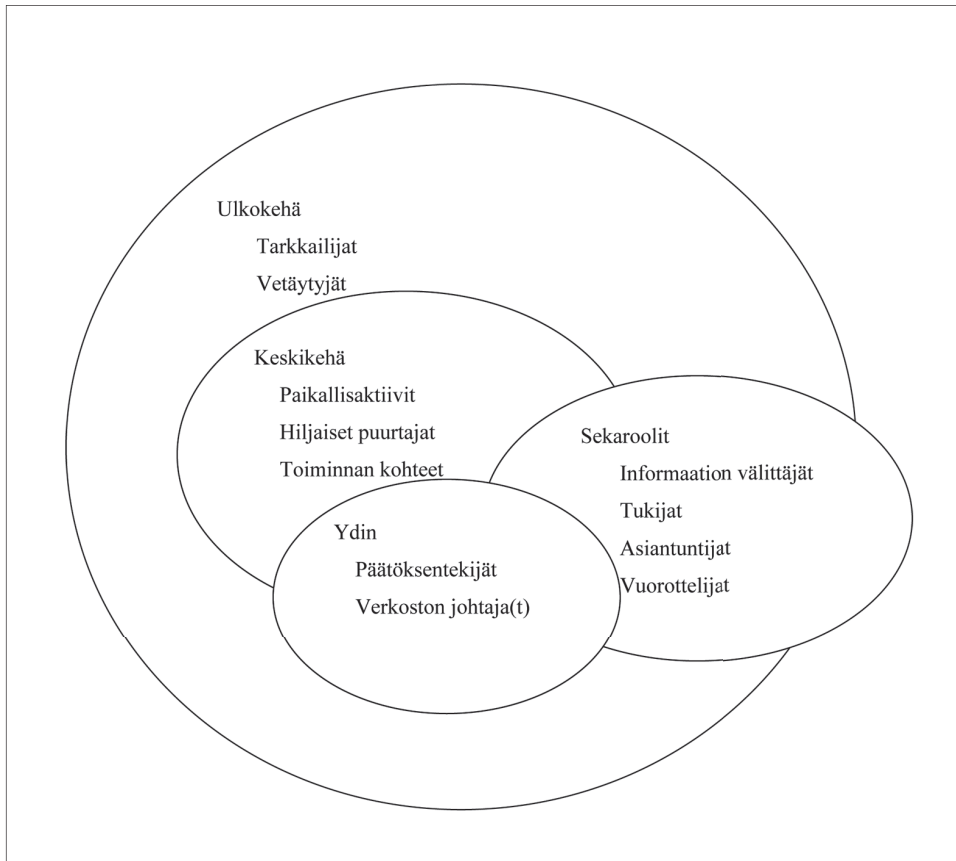 Ulkokehä
Tarkkailijat
Vetäytyjät
Keskikehä
Paikallisaktiivit
Hiljaiset puurtajat
Toiminnan kohteet
Sekaroolit
Informaation välittäjät
Tukijat
Asiantuntijat
Vuorottelijat
Ydin
Päätöksentekijät
Verkoston johtaja(t)